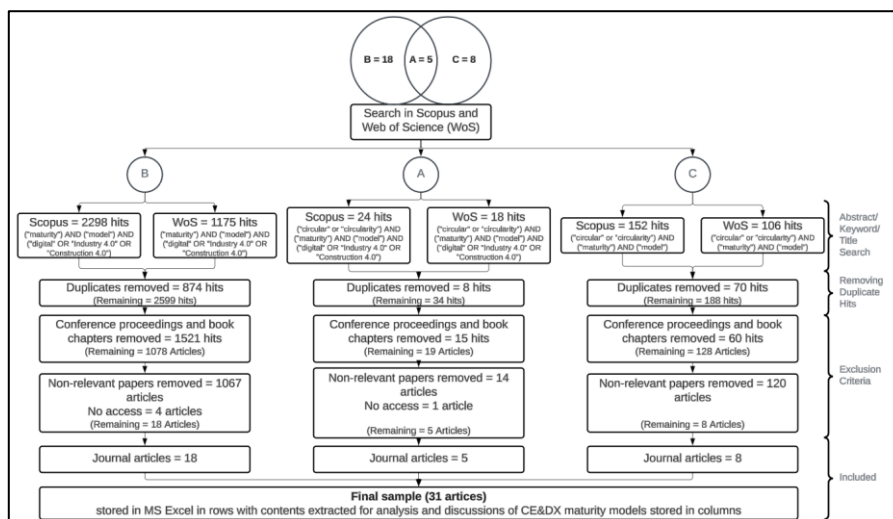 B = 18
A = 5
C = 8
Search in Scopus and
Web of Science (WoS)
B
A
C
Scopus = 2298 hits
("maturity") AND ("model") AND
("digital" OR "Industry 4.0" OR
"Construction 4.0")
WoS = 1175 hits
("maturity") AND ("model") AND
("digital" OR "Industry 4.0" OR
"Construction 4.0")
Scopus = 24 hits
("circular" or "circularity") AND
("maturity") AND ("model") AND
("digital" OR "Industry 4.0" OR
"Construction 4.0")
WoS = 18 hits
("circular" or "circularity") AND
("maturity") AND ("model") AND
("digital" OR "Industry 4.0" OR
"Construction 4.0")
Scopus = 152 hits
("circular" or "circularity") AND
("maturity") AND ("model")
WoS = 106 hits
("circular" or "circularity") AND
("maturity") AND ("model")
Abstract/
Keyword/
Title
Search
Duplicates removed = 874 hits
(Remaining = 2599 hits)
Duplicates removed = 8 hits
(Remaining = 34 hits)
Duplicates removed = 70 hits
(Remaining = 188 hits)
Removing
Duplicate
Hits
Conference proceedings and book
chapters removed = 1521 hits
(Remaining = 1078 Articles)
Conference proceedings and book
chapters removed = 15 hits
(Remaining = 19 Articles)
Conference proceedings and book
chapters removed = 60 hits
(Remaining = 128 Articles)
Non-relevant papers removed = 1067
articles
No access = 4 articles
(Remaining = 18 Articles)
Non-relevant papers removed = 14
articles
No access = 1 article
(Remaining = 5 Articles)
Non-relevant papers removed = 120
articles
(Remaining = 8 Articles)
Exclusion
Criteria
Journal articles = 18
Journal articles = 5
Journal articles = 8
Final sample (31 artices)
stored in MS Excel in rows with contents extracted for analysis and discussions of CE&DX maturity models stored in columns
Included